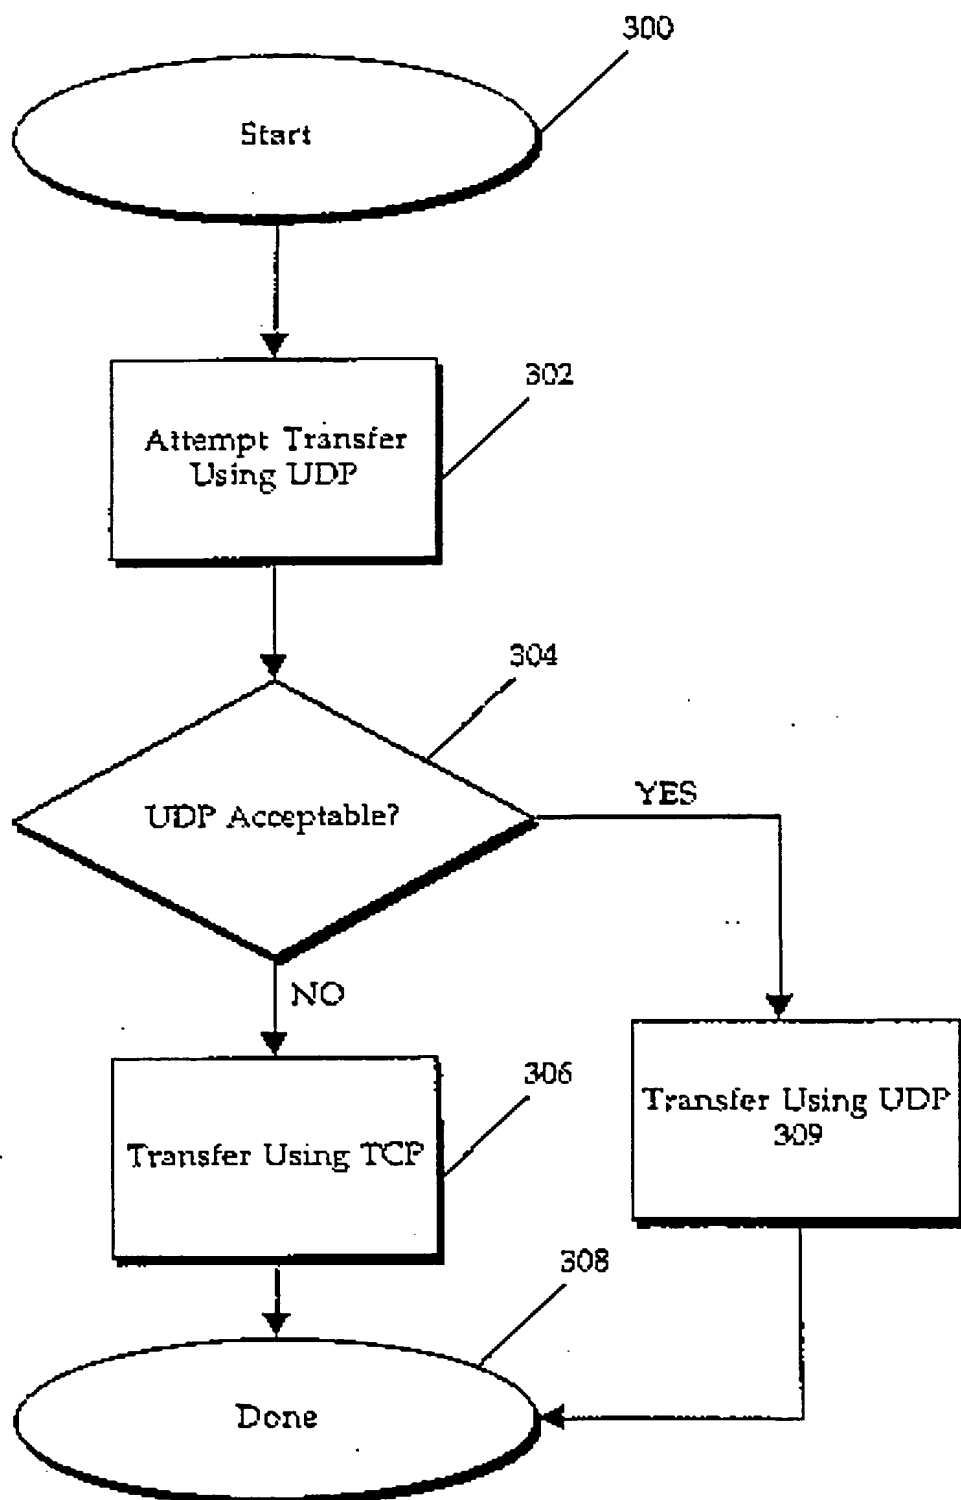 300
Start
302
Attempt Transfer
Using UDP
304
UDP Acceptable?
YES
NO
306
Transfer Using TCP
Transfer Using UDP
309
308
Done